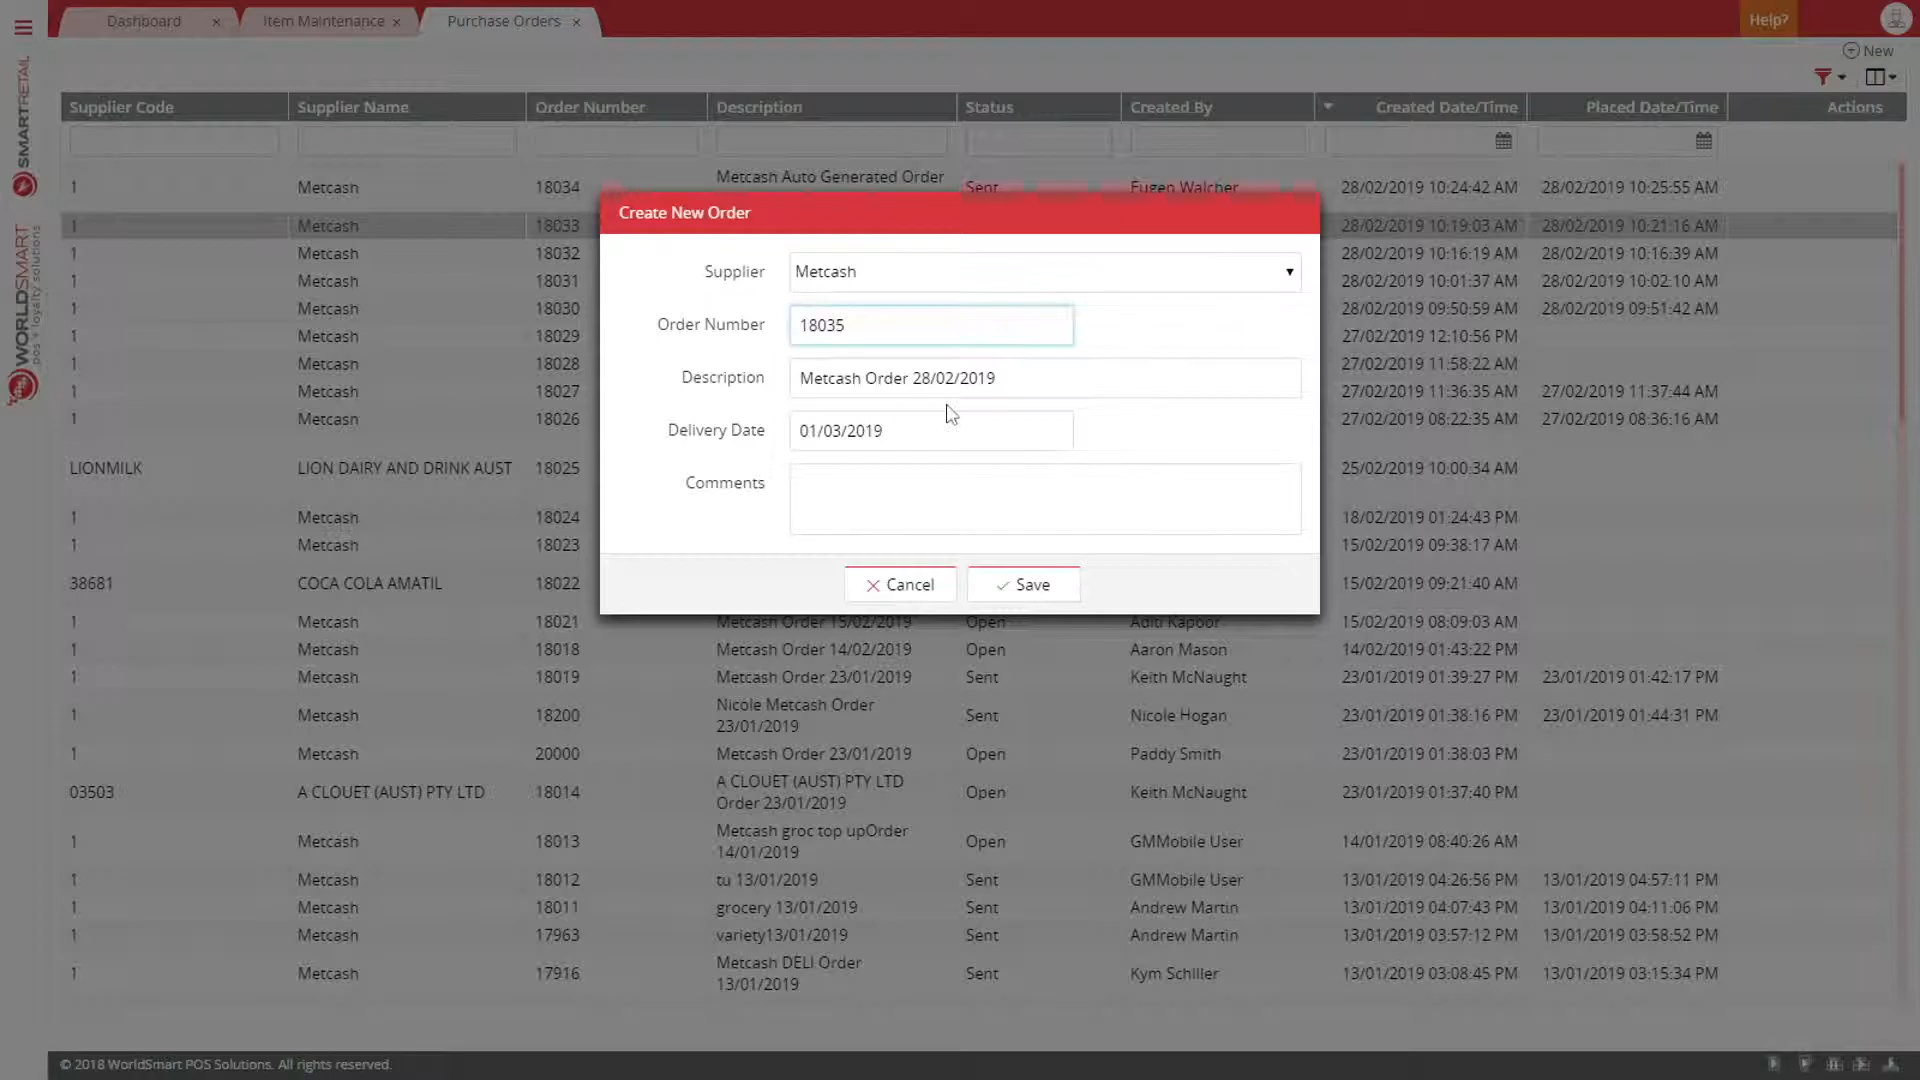 Dashboard × Item Maintenance × Purchase Orders × Help?
New
SMARTRETAIL
WORLDSMART
pos + loyalty solutions
Supplier Code Supplier Name Order Number Description Status Created By Created Date/Time Placed Date/Time Actions
1 Metcash 18034 Metcash Auto Generated Order Sent Eugen Walcher 28/02/2019 10:24:42 AM 28/02/2019 10:25:55 AM
Create New Order
1 Metcash 18033 28/02/2019 10:19:03 AM 28/02/2019 10:21:16 AM
1 Metcash 18032 28/02/2019 10:16:19 AM 28/02/2019 10:16:39 AM
Supplier Metcash
1 Metcash 18031 28/02/2019 10:01:37 AM 28/02/2019 10:02:10 AM
1 Metcash 18030 28/02/2019 09:50:59 AM 28/02/2019 09:51:42 AM
Order Number 18035
1 Metcash 18029 27/02/2019 12:10:56 PM
1 Metcash 18028 27/02/2019 11:58:22 AM
Description Metcash Order 28/02/2019
1 Metcash 18027 27/02/2019 11:36:35 AM 27/02/2019 11:37:44 AM
1 Metcash 18026 27/02/2019 08:22:35 AM 27/02/2019 08:36:16 AM
Delivery Date 01/03/2019
LIONMILK LION DAIRY AND DRINK AUST 18025 25/02/2019 10:00:34 AM
Comments
1 Metcash 18024 18/02/2019 01:24:43 PM
1 Metcash 18023 15/02/2019 09:38:17 AM
38681 COCA COLA AMATIL 18022 15/02/2019 09:21:40 AM
Cancel Save
1 Metcash 18021 Metcash Order 15/02/2019 Open Aditi Kapoor 15/02/2019 08:09:03 AM
1 Metcash 18018 Metcash Order 14/02/2019 Open Aaron Mason 14/02/2019 01:43:22 PM
1 Metcash 18019 Metcash Order 23/01/2019 Sent Keith McNaught 23/01/2019 01:39:27 PM 23/01/2019 01:42:17 PM
1 Metcash 18200 Nicole Metcash Order 23/01/2019 Sent Nicole Hogan 23/01/2019 01:38:16 PM 23/01/2019 01:44:31 PM
1 Metcash 20000 Metcash Order 23/01/2019 Open Paddy Smith 23/01/2019 01:38:03 PM
03503 A CLOUET (AUST) PTY LTD 18014 A CLOUET (AUST) PTY LTD Order 23/01/2019 Open Keith McNaught 23/01/2019 01:37:40 PM
1 Metcash 18013 Metcash groc top upOrder 14/01/2019 Open GMMobile User 14/01/2019 08:40:26 AM
1 Metcash 18012 tu 13/01/2019 Sent GMMobile User 13/01/2019 04:26:56 PM 13/01/2019 04:57:11 PM
1 Metcash 18011 grocery 13/01/2019 Sent Andrew Martin 13/01/2019 04:07:43 PM 13/01/2019 04:11:06 PM
1 Metcash 17963 variety13/01/2019 Sent Andrew Martin 13/01/2019 03:57:12 PM 13/01/2019 03:58:52 PM
1 Metcash 17916 Metcash DELI Order 13/01/2019 Sent Kym Schiller 13/01/2019 03:08:45 PM 13/01/2019 03:15:34 PM
© 2018 WorldSmart POS Solutions. All rights reserved.